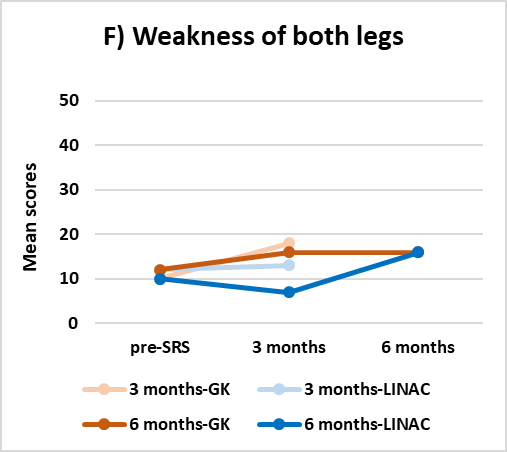 F) Weakness of both legs
50
40
30
20
10
0
Mean scores
pre-SRS 3 months 6 months
3 months-GK 3 months-LINAC
6 months-GK 6 months-LINAC